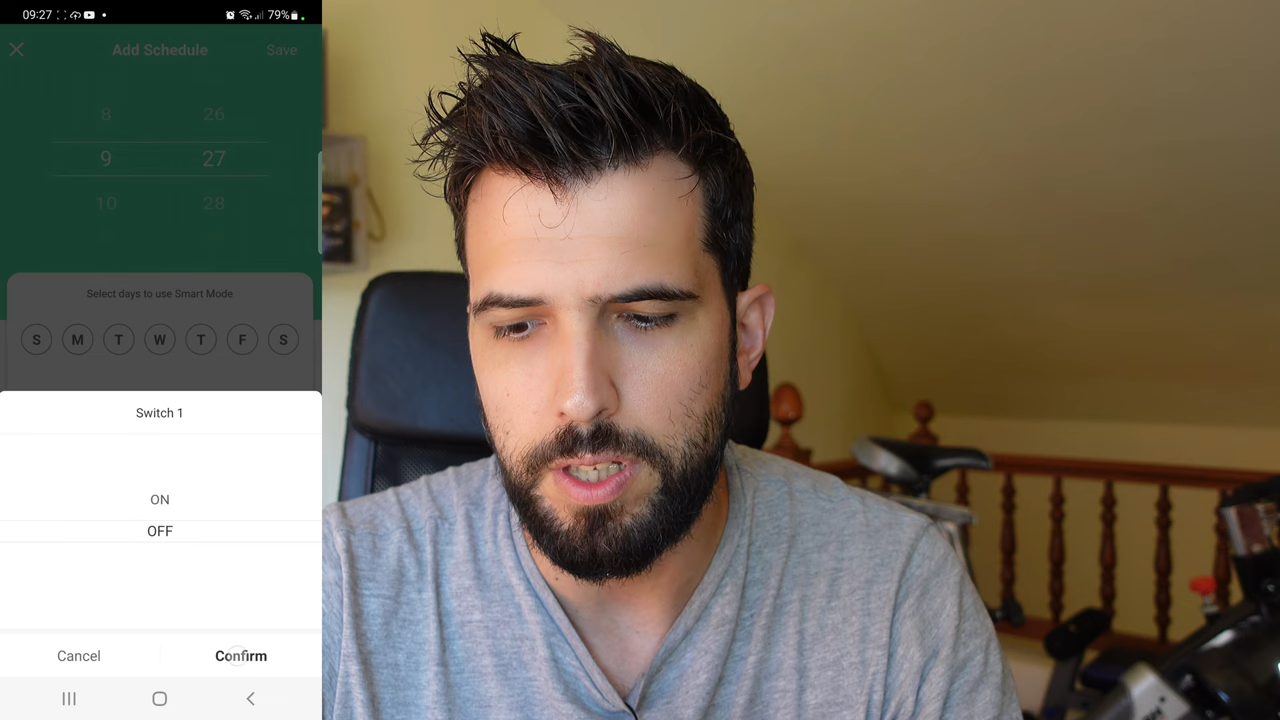 09:27 79%
Add Schedule Save
8 26
9 27
10 28
Select days to use Smart Mode
S M T W T F S
Switch 1
ON
OFF
Cancel Confirm